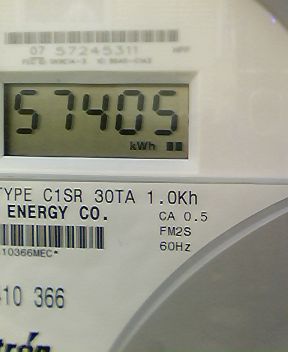 07 57245311
57405
kWh
TYPE C1SR 30TA 1.0Kh
ENERGY CO.
CA 0.5
FM2S
60Hz
10366MEC*
10 366
trón